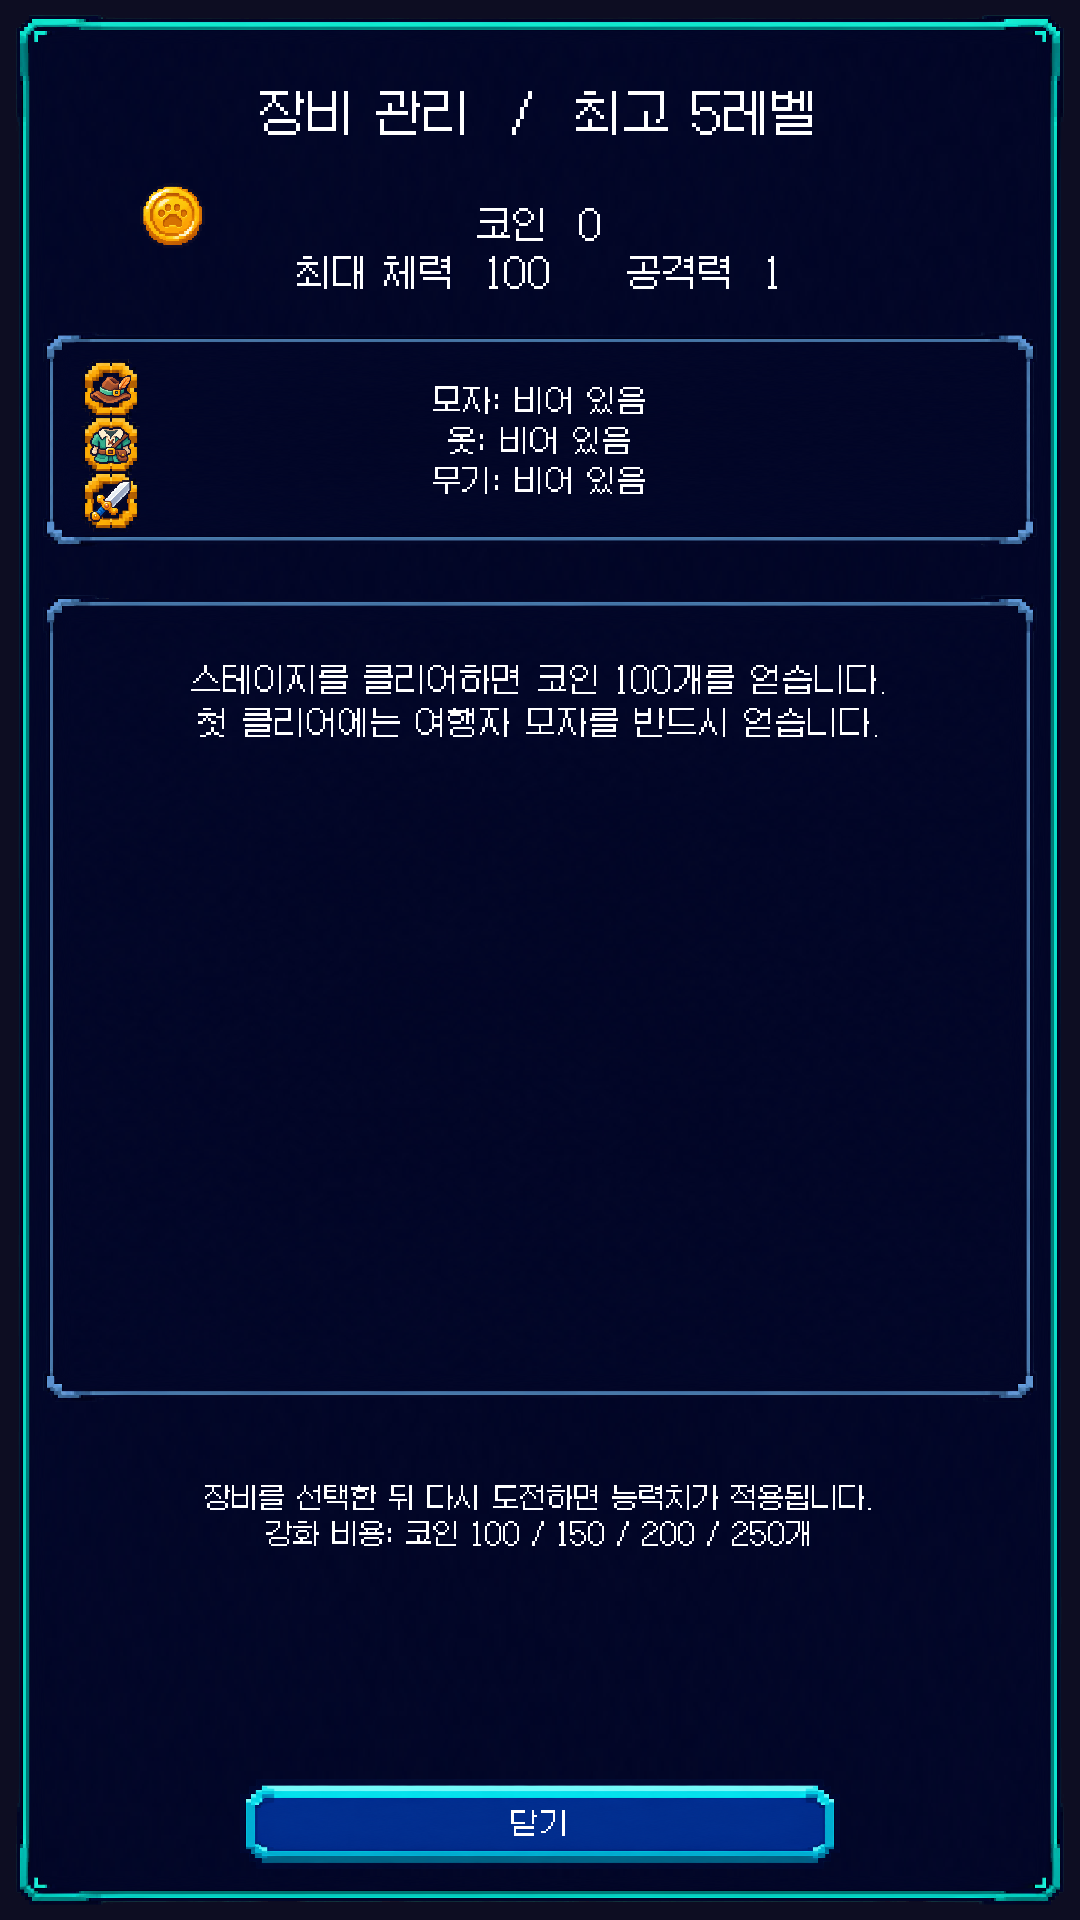 장비 관리 / 최고 5레벨
코인 0
최대 체력 100 공격력 1
모자: 비어 있음
옷: 비어 있음
무기: 비어 있음
스테이지를 클리어하면 코인 100개를 얻습니다.
첫 클리어에는 여행자 모자를 반드시 얻습니다.
장비를 선택한 뒤 다시 도전하면 능력치가 적용됩니다.
강화 비용: 코인 100 / 150 / 200 / 250개
닫기